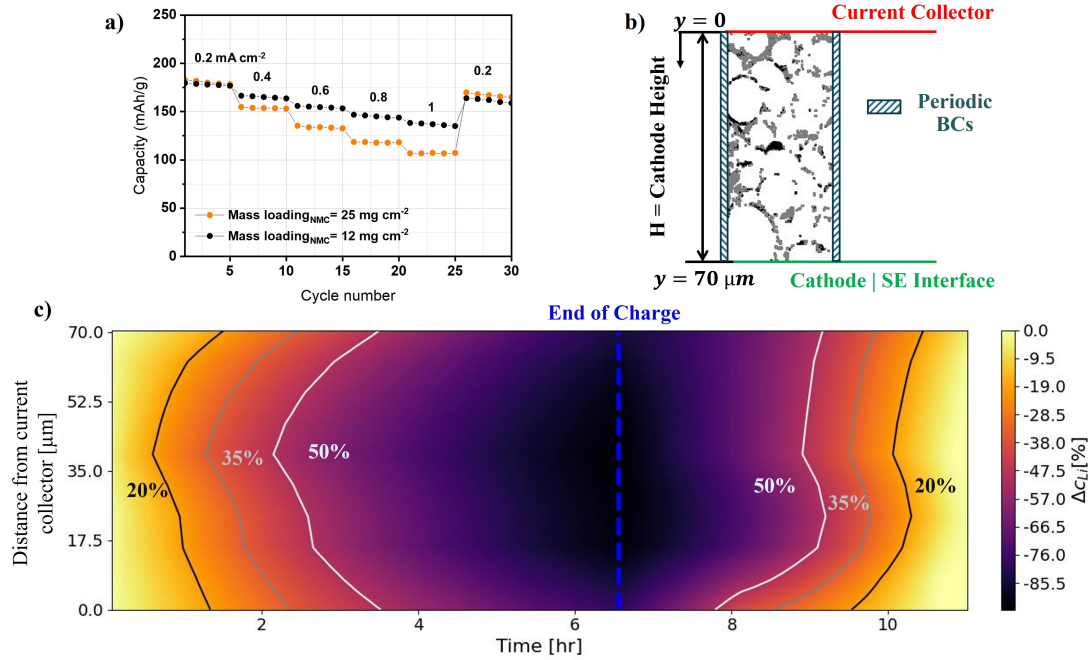 a)
250
200
150
100
50
0
Capacity (mAh/g)
0.2 mA cm⁻²
0.4
0.6
0.8
1
0.2
Mass loading_NMC= 25 mg cm⁻²
Mass loading_NMC= 12 mg cm⁻²
5
10
15
20
25
30
Cycle number
b)
y = 0
Current Collector
H = Cathode Height
Periodic
BCs
y = 70 μm
Cathode | SE Interface
c)
End of Charge
70.0
52.5
35.0
17.5
0.0
Distance from current
collector [μm]
20%
35%
50%
50%
35%
20%
2
4
6
8
10
Time [hr]
0.0
-9.5
-19.0
-28.5
-38.0
-47.5
-57.0
-66.5
-76.0
-85.5
Δc_Li[%]